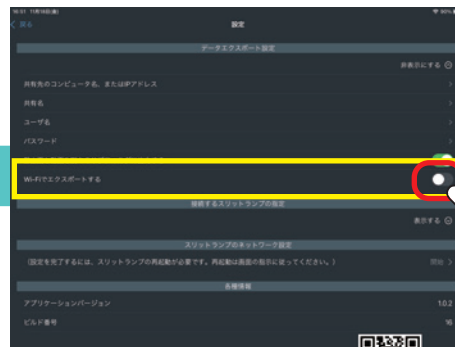 16:51 11月16日(金)
90%
戻る
設定
データエクスポート設定
非表示にする
共有先のコンピュータ名、またはIPアドレス
共有名
ユーザ名
パスワード
Wi-Fiでエクスポートする
接続するスリットランプの指定
表示する
スリットランプのネットワーク設定
(設定を完了するには、スリットランプの再起動が必要です。再起動は画面の指示に従ってください。)
開始
各種情報
アプリケーションバージョン
1.0.2
ビルド番号
16